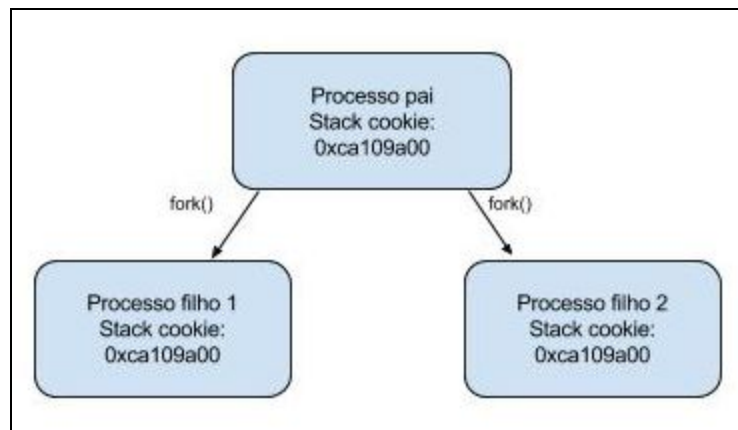 Processo pai
Stack cookie:
0xca109a00
fork()
fork()
Processo filho 1
Stack cookie:
0xca109a00
Processo filho 2
Stack cookie:
0xca109a00